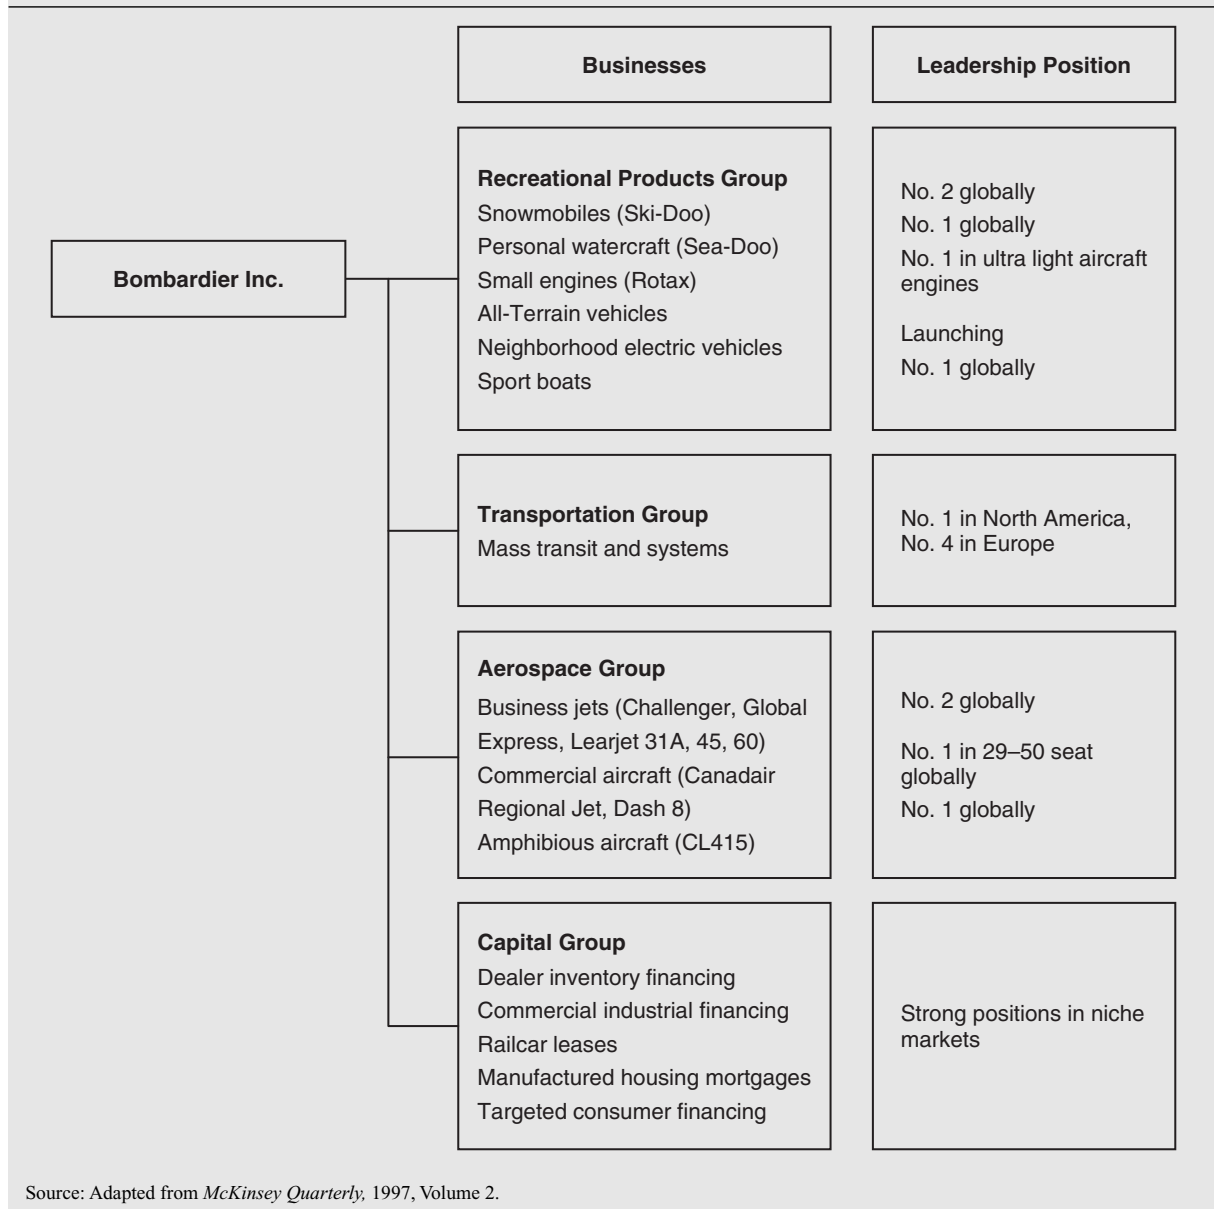 Businesses
Leadership Position
Bombardier Inc.
Recreational Products Group
Snowmobiles (Ski-Doo)
Personal watercraft (Sea-Doo)
Small engines (Rotax)
All-Terrain vehicles
Neighborhood electric vehicles
Sport boats
No. 2 globally
No. 1 globally
No. 1 in ultra light aircraft
engines
Launching
No. 1 globally
Transportation Group
Mass transit and systems
No. 1 in North America,
No. 4 in Europe
Aerospace Group
Business jets (Challenger, Global
Express, Learjet 31A, 45, 60)
Commercial aircraft (Canadair
Regional Jet, Dash 8)
Amphibious aircraft (CL415)
No. 2 globally
No. 1 in 29–50 seat
globally
No. 1 globally
Capital Group
Dealer inventory financing
Commercial industrial financing
Railcar leases
Manufactured housing mortgages
Targeted consumer financing
Strong positions in niche
markets
Source: Adapted from McKinsey Quarterly, 1997, Volume 2.